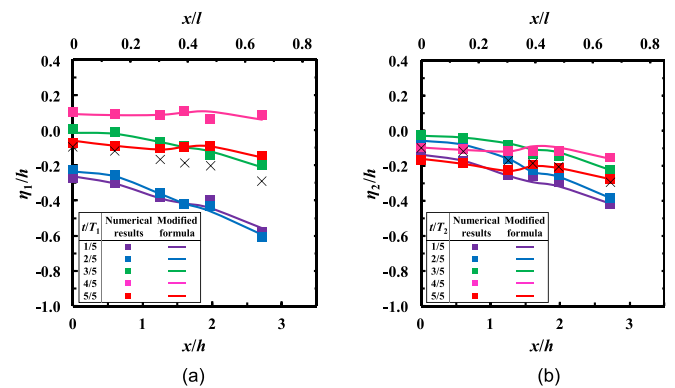 x/l
0 0.2 0.4 0.6 0.8
0.4
0.2
0.0
-0.2
-0.4
-0.6
-0.8
-1.0
η1/h
t/T1 Numerical results Modified formula
1/5
2/5
3/5
4/5
5/5
0 1 2 3
x/h
(a)
x/l
0 0.2 0.4 0.6 0.8
0.4
0.2
0.0
-0.2
-0.4
-0.6
-0.8
-1.0
η2/h
t/T2 Numerical results Modified formula
1/5
2/5
3/5
4/5
5/5
0 1 2 3
x/h
(b)